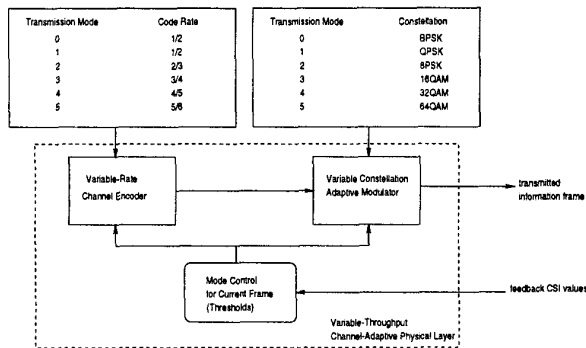 Transmission Mode Code Rate
0 1/2
1 1/2
2 2/3
3 3/4
4 4/5
5 5/6
Transmission Mode Constellation
0 BPSK
1 QPSK
2 8PSK
3 16QAM
4 32QAM
5 64QAM
Variable-Rate
Channel Encoder
Variable Constellation
Adaptive Modulator
transmitted
information frame
Mode Control
for Current Frame
(Thresholds)
feedback CSI values
Variable-Throughput
Channel-Adaptive Physical Layer